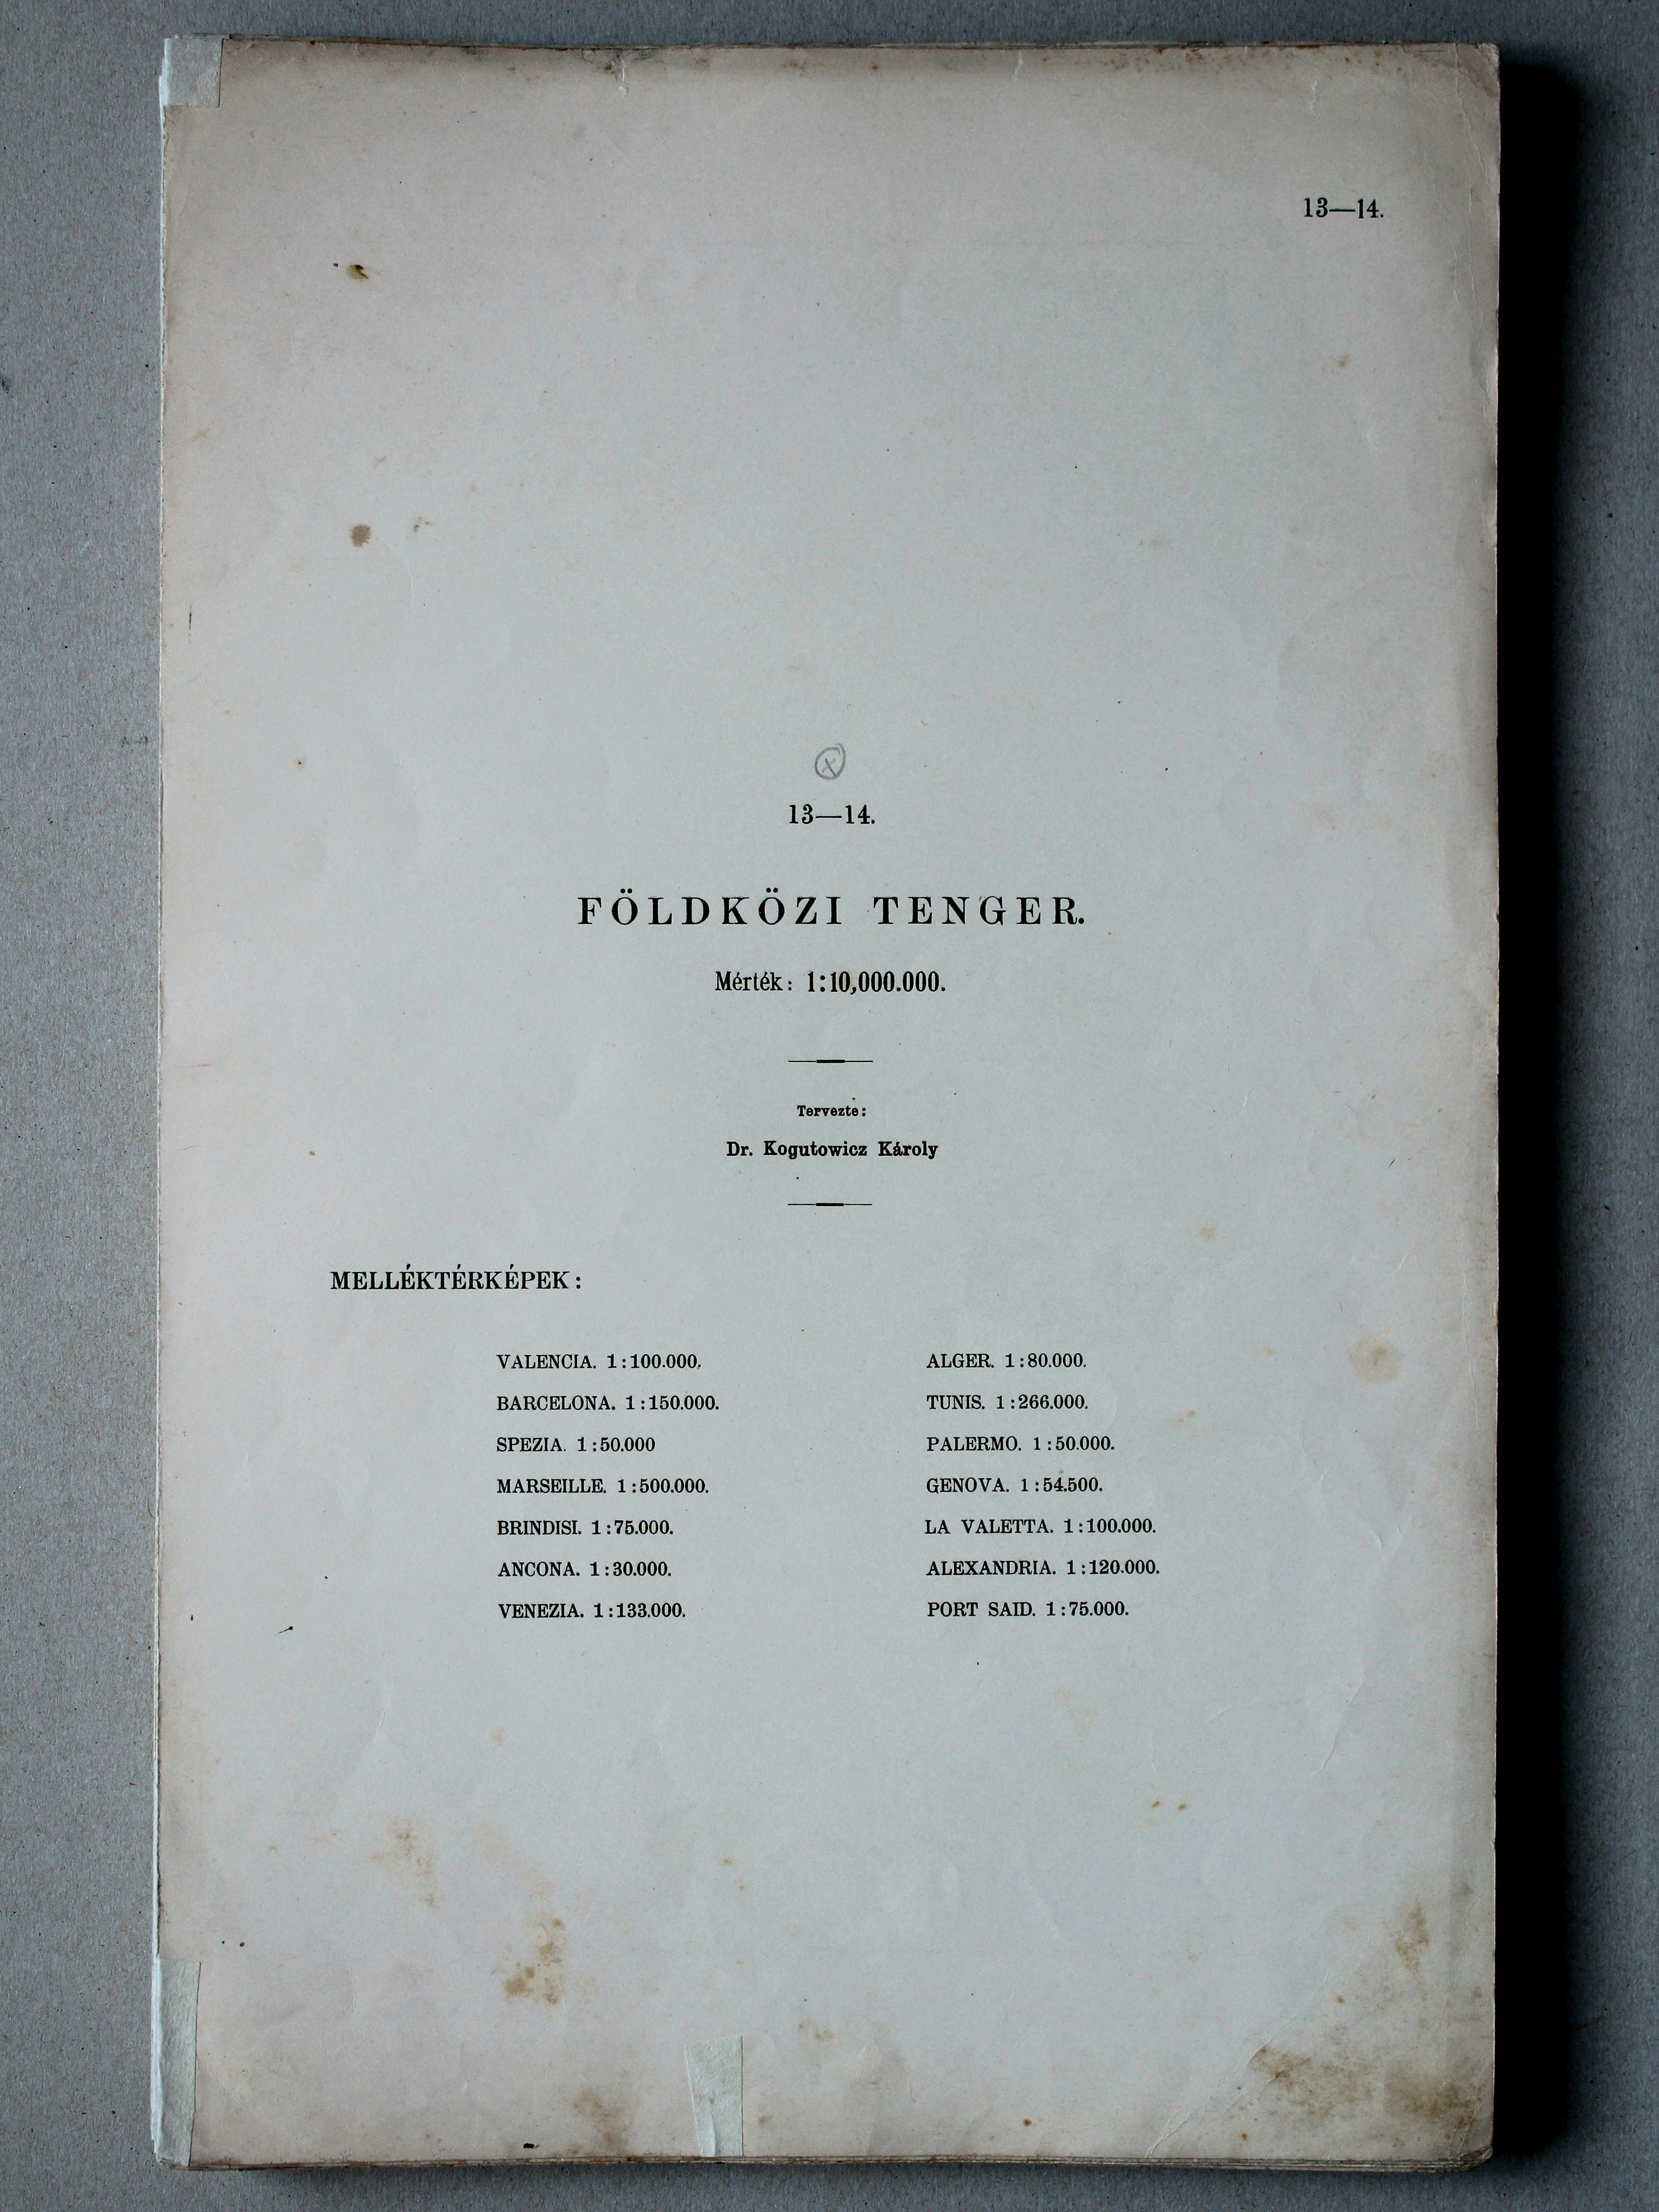 13—14.
13—14.
FÖLDKÖZI TENGER.
Mérték: 1:10,000.000.
Tervezte:
Dr. Kogutowicz Károly
MELLÉKTÉRKÉPEK:
VALENCIA. 1:100.000.
BARCELONA. 1:150.000.
SPEZIA. 1:50.000
MARSEILLE. 1:500.000.
BRINDISI. 1:75.000.
ANCONA. 1:30.000.
VENEZIA. 1:133.000.
ALGER. 1:80.000.
TUNIS. 1:266.000.
PALERMO. 1:50.000.
GENOVA. 1:54.500.
LA VALETTA. 1:100.000.
ALEXANDRIA. 1:120.000.
PORT SAID. 1:75.000.